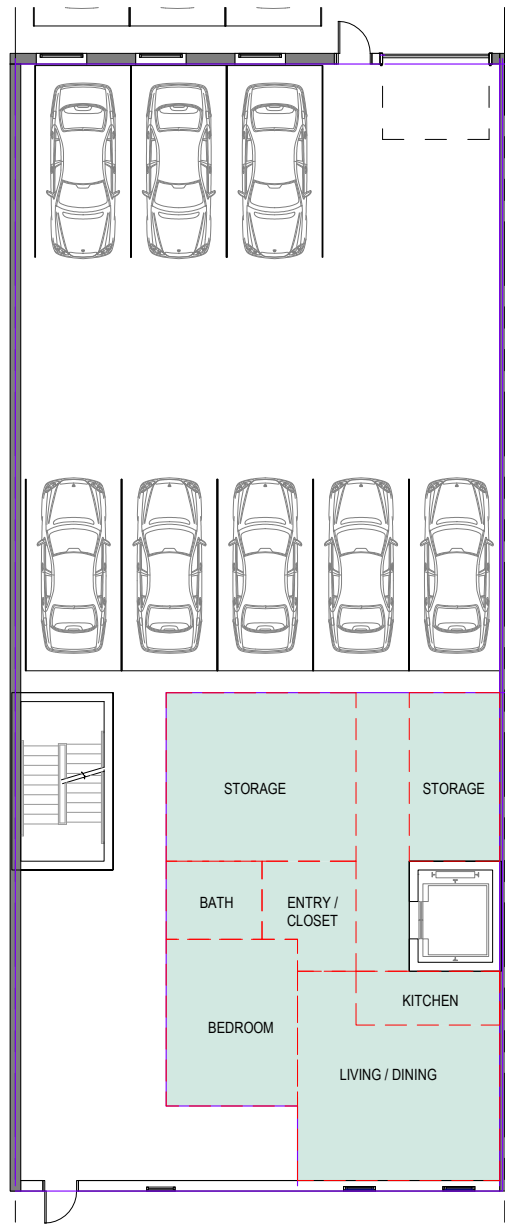 STORAGE
STORAGE
BATH
ENTRY /
CLOSET
KITCHEN
BEDROOM
LIVING / DINING